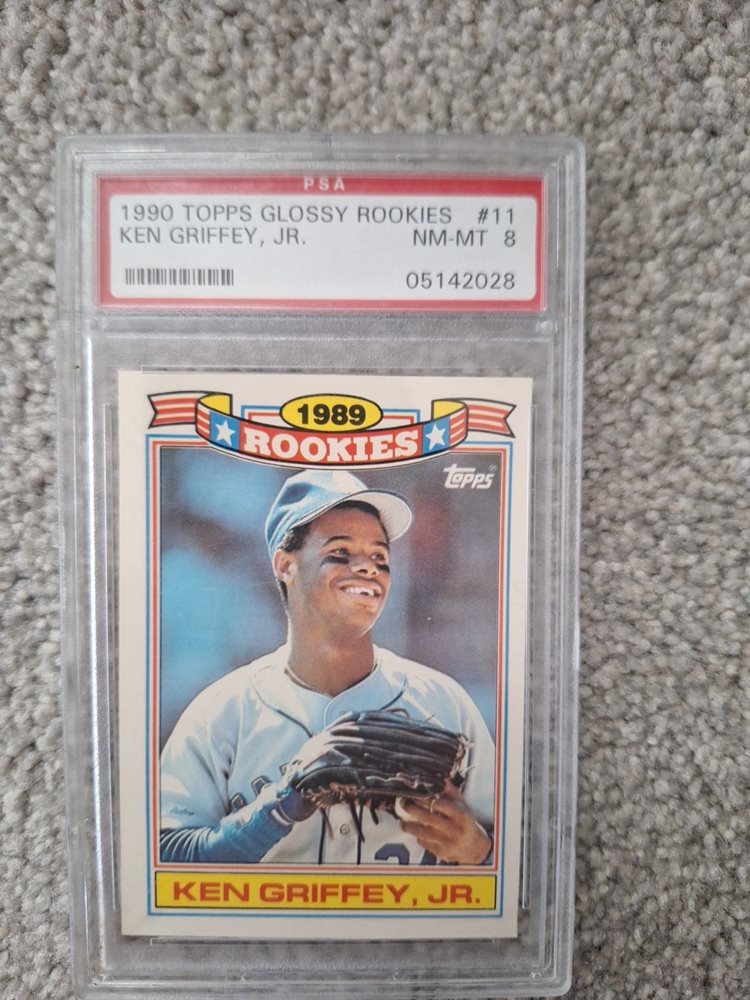 PSA
1990 TOPPS GLOSSY ROOKIES #11
KEN GRIFFEY, JR. NM-MT 8
05142028
1989
ROOKIES
topps
KEN GRIFFEY, JR.